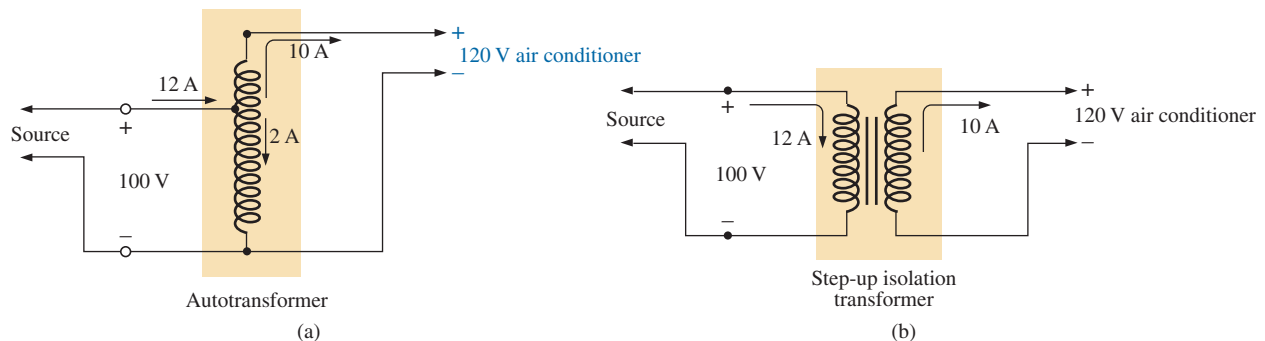 10 A
+
120 V air conditioner
−
12 A
+
Source
2 A
100 V
−
Autotransformer
(a)
+
+
120 V air conditioner
Source
12 A
10 A
−
100 V
−
Step-up isolation
transformer
(b)